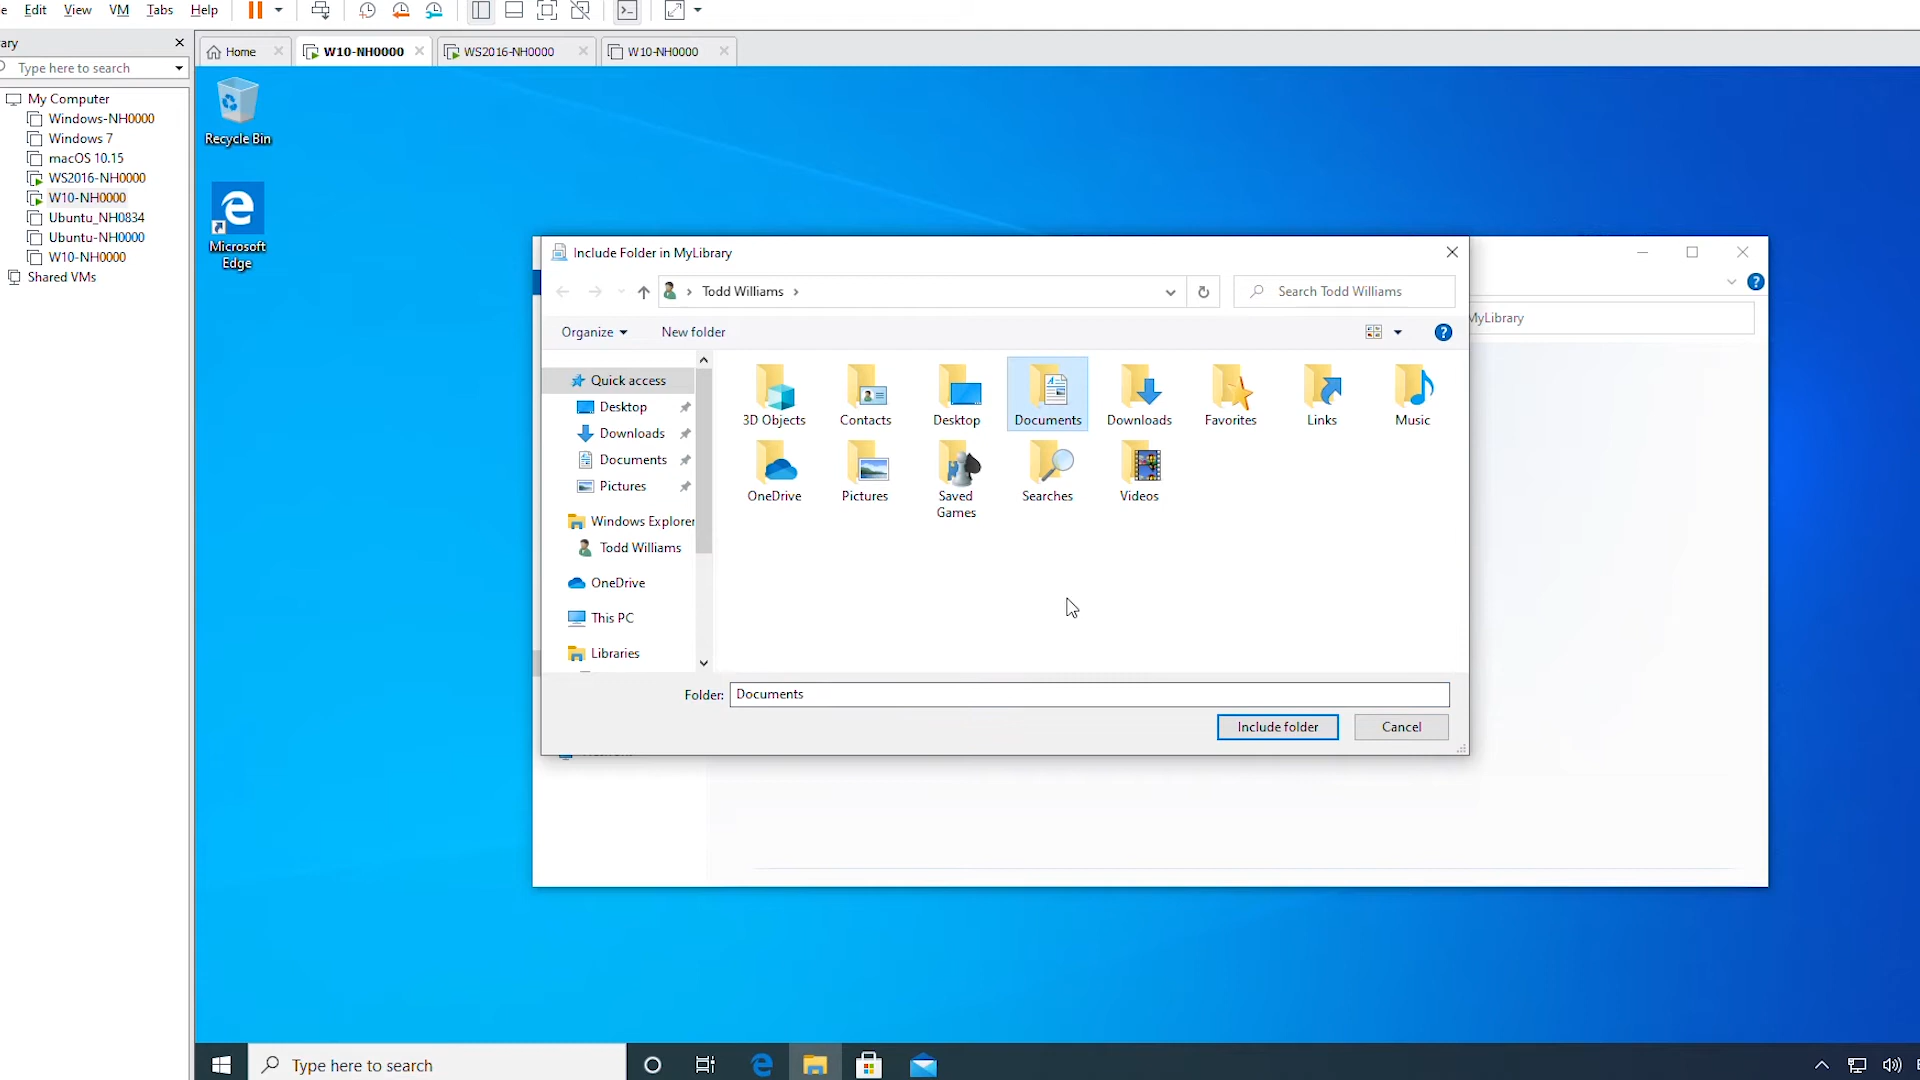 Edit View VM Tabs Help
ary
Home W10-NH0000 WS2016-NH0000 W10-NH0000
Type here to search
My Computer
Windows-NH0000
Windows 7
macOS 10.15
WS2016-NH0000
W10-NH0000
Ubuntu_NH0834
Ubuntu-NH0000
W10-NH0000
Shared VMs
Recycle Bin
Microsoft
Edge
Include Folder in MyLibrary
Todd Williams
Search Todd Williams
MyLibrary
Organize New folder
Quick access
Desktop
Downloads
Documents
Pictures
Windows Explorer
Todd Williams
OneDrive
This PC
Libraries
3D Objects Contacts Desktop Documents Downloads Favorites Links Music
OneDrive Pictures Saved Games Searches Videos
Folder: Documents
Include folder Cancel
Type here to search